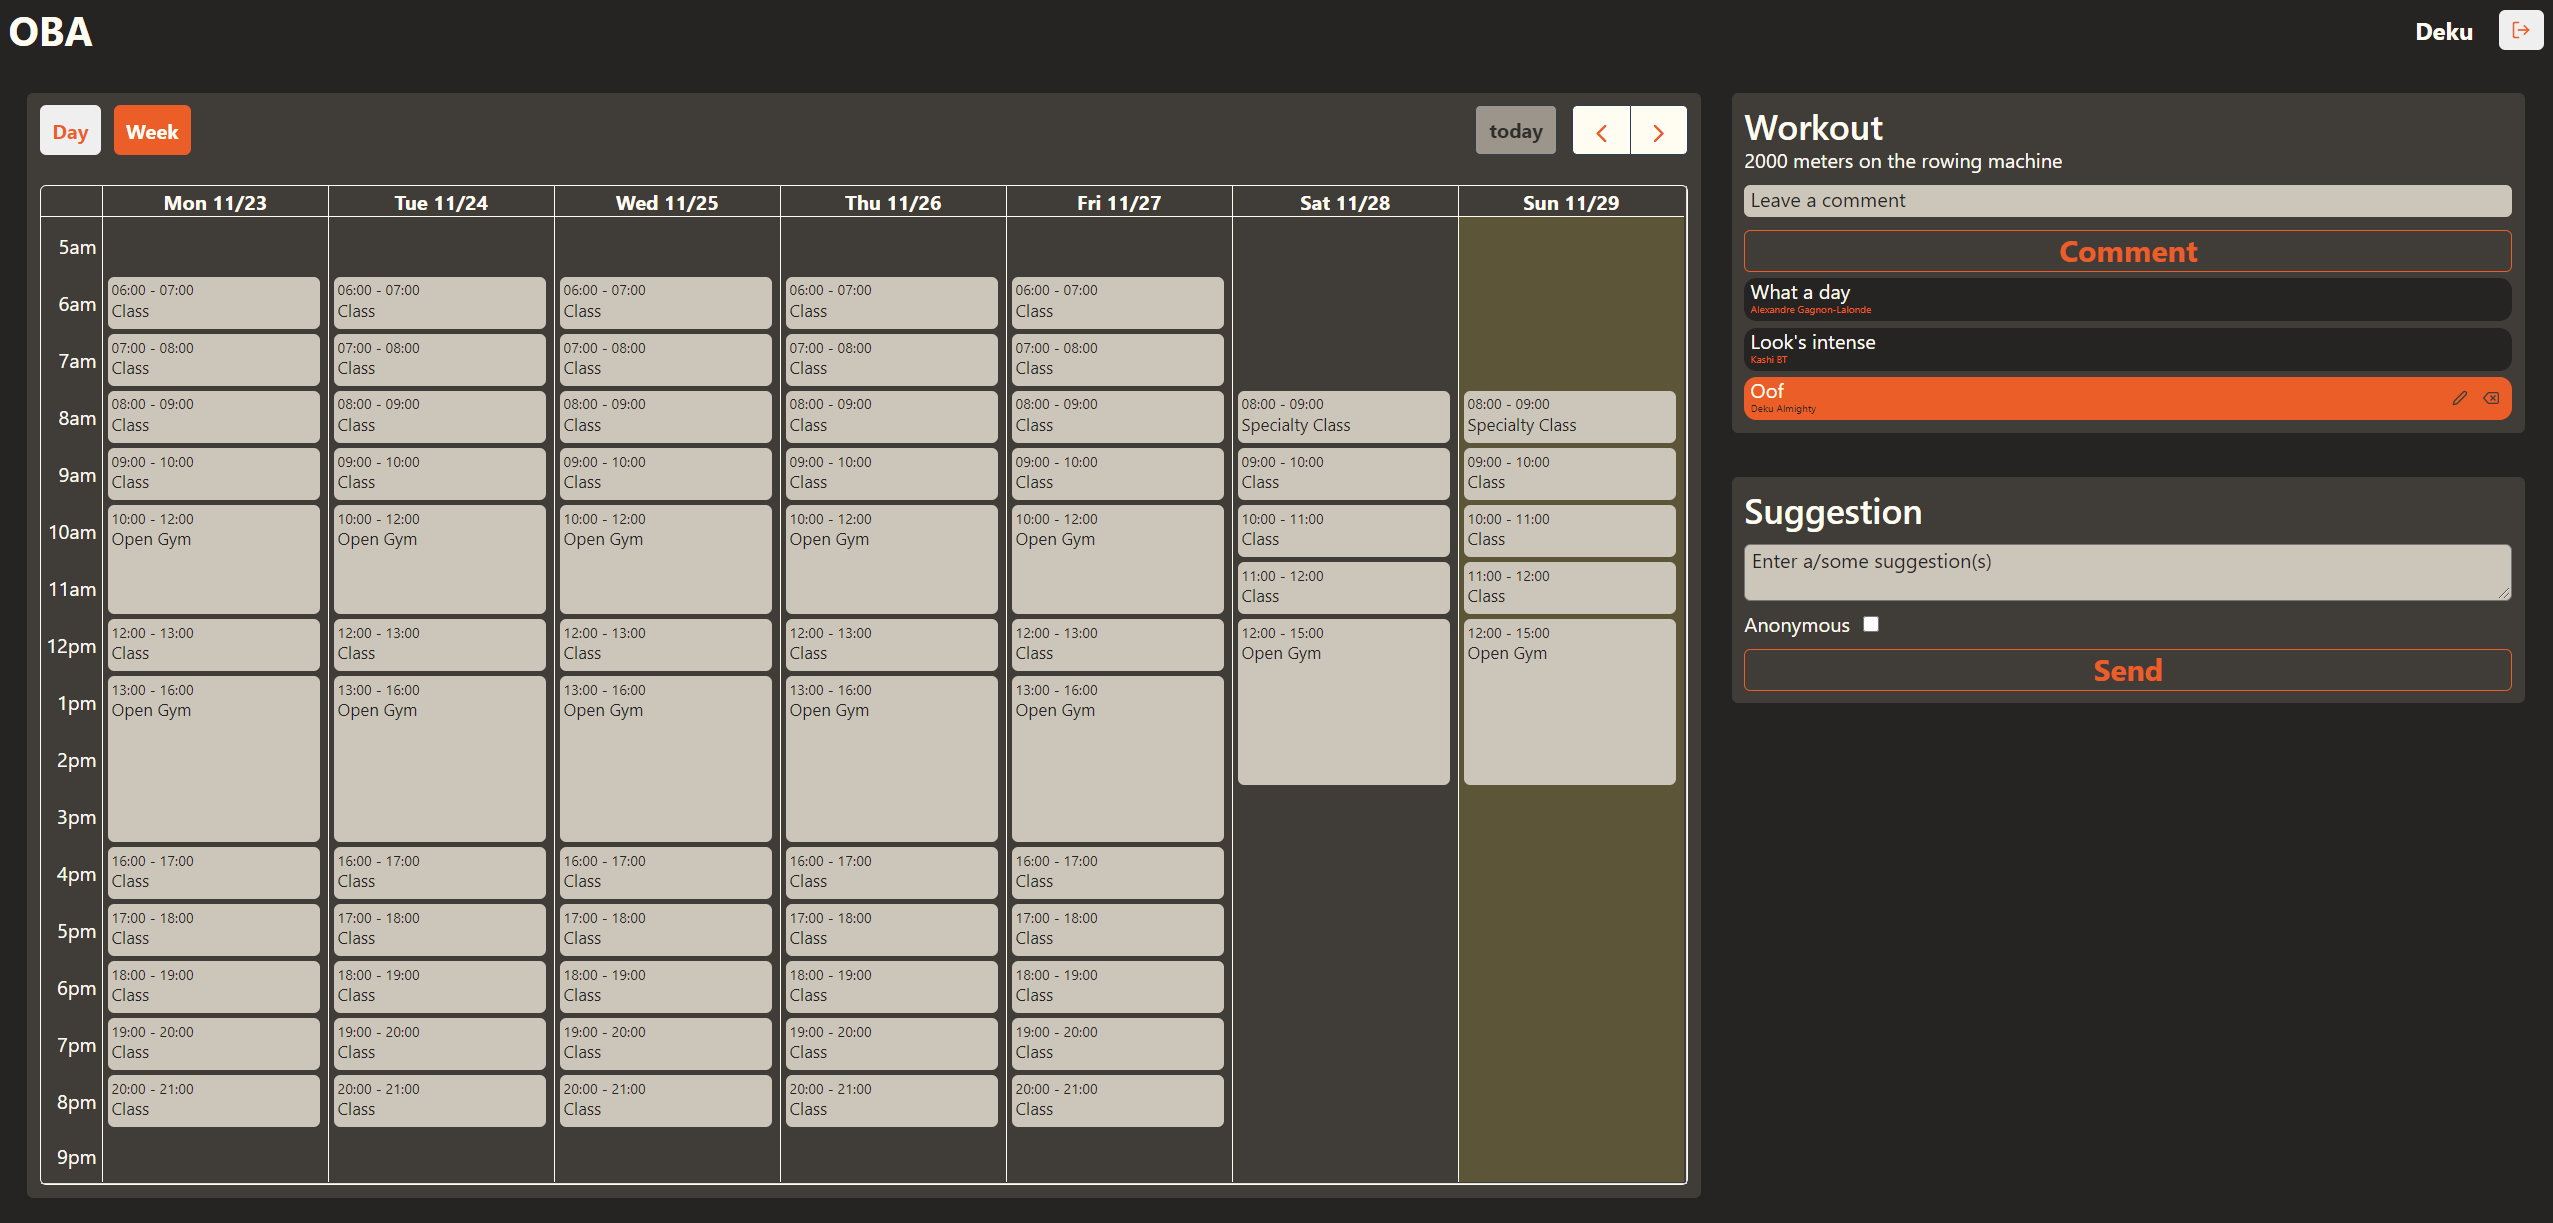 OBA
Deku
Day Week
today
Mon 11/23 Tue 11/24 Wed 11/25 Thu 11/26 Fri 11/27 Sat 11/28 Sun 11/29
5am
6am
06:00 - 07:00 06:00 - 07:00 06:00 - 07:00 06:00 - 07:00 06:00 - 07:00
Class Class Class Class Class
7am
07:00 - 08:00 07:00 - 08:00 07:00 - 08:00 07:00 - 08:00 07:00 - 08:00
Class Class Class Class Class
8am
08:00 - 09:00 08:00 - 09:00 08:00 - 09:00 08:00 - 09:00 08:00 - 09:00 08:00 - 09:00 08:00 - 09:00
Class Class Class Class Class Specialty Class Specialty Class
9am
09:00 - 10:00 09:00 - 10:00 09:00 - 10:00 09:00 - 10:00 09:00 - 10:00 09:00 - 10:00 09:00 - 10:00
Class Class Class Class Class Class Class
10am
10:00 - 12:00 10:00 - 12:00 10:00 - 12:00 10:00 - 12:00 10:00 - 12:00 10:00 - 11:00 10:00 - 11:00
Open Gym Open Gym Open Gym Open Gym Open Gym Class Class
11am
11:00 - 12:00 11:00 - 12:00
Class Class
12pm
12:00 - 13:00 12:00 - 13:00 12:00 - 13:00 12:00 - 13:00 12:00 - 13:00 12:00 - 15:00 12:00 - 15:00
Class Class Class Class Class Open Gym Open Gym
1pm
13:00 - 16:00 13:00 - 16:00 13:00 - 16:00 13:00 - 16:00 13:00 - 16:00
Open Gym Open Gym Open Gym Open Gym Open Gym
2pm
3pm
4pm
16:00 - 17:00 16:00 - 17:00 16:00 - 17:00 16:00 - 17:00 16:00 - 17:00
Class Class Class Class Class
5pm
17:00 - 18:00 17:00 - 18:00 17:00 - 18:00 17:00 - 18:00 17:00 - 18:00
Class Class Class Class Class
6pm
18:00 - 19:00 18:00 - 19:00 18:00 - 19:00 18:00 - 19:00 18:00 - 19:00
Class Class Class Class Class
7pm
19:00 - 20:00 19:00 - 20:00 19:00 - 20:00 19:00 - 20:00 19:00 - 20:00
Class Class Class Class Class
8pm
20:00 - 21:00 20:00 - 21:00 20:00 - 21:00 20:00 - 21:00 20:00 - 21:00
Class Class Class Class Class
9pm
Workout
2000 meters on the rowing machine
Leave a comment
Comment
What a day
Alexandre Gagnon-Lalonde
Look's intense
Kashi BT
Oof
Deku Almighty
Suggestion
Enter a/some suggestion(s)
Anonymous
Send